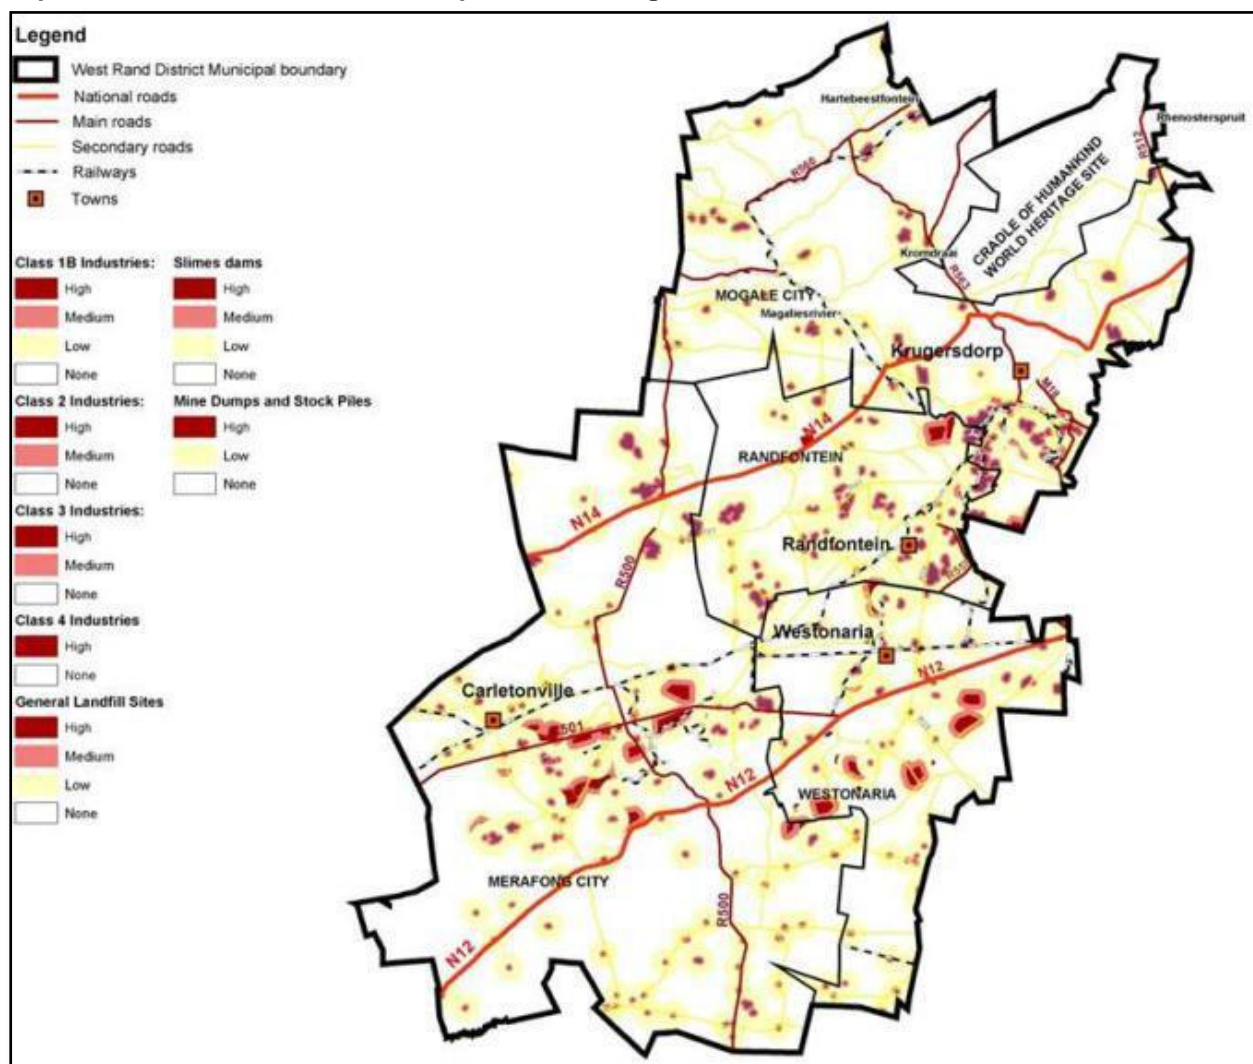 Legend
West Rand District Municipal boundary
National roads
Main roads
Secondary roads
Railways
Towns
Class 1B Industries:
High
Medium
Low
None
Class 2 Industries:
High
Medium
None
Class 3 Industries:
High
Medium
None
Class 4 Industries
High
None
General Landfill Sites
High
Medium
Low
None
Slimes dams
High
Medium
Low
None
Mine Dumps and Stock Piles
High
Low
None
Hartebeestfontein
Rhenosterspruit
R512
R560
CRADLE OF HUMANKIND
WORLD HERITAGE SITE
Kromdraai
R563
MOGALE CITY
Magaliesrivier
Krugersdorp
N14
RANDFONTEIN
N14
Randfontein
R500
Westonaria
N12
Carletonville
N12
WESTONARIA
MERAFONG CITY
R500
N12